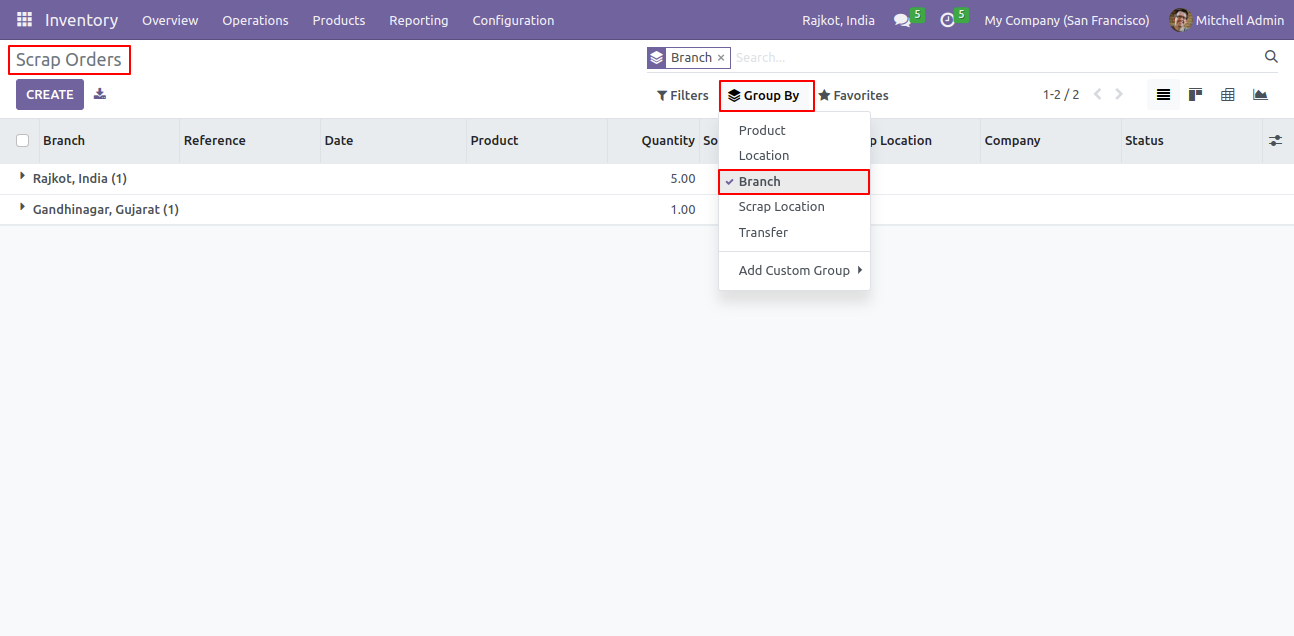 Inventory Overview Operations Products Reporting Configuration Rajkot, India 5 5 My Company (San Francisco) Mitchell Admin
Scrap Orders Branch × Search...
CREATE Filters Group By Favorites 1-2 / 2
Branch Reference Date Product Quantity So p Location Company Status
Rajkot, India (1) 5.00
Gandhinagar, Gujarat (1) 1.00
Product
Location
Branch
Scrap Location
Transfer
Add Custom Group